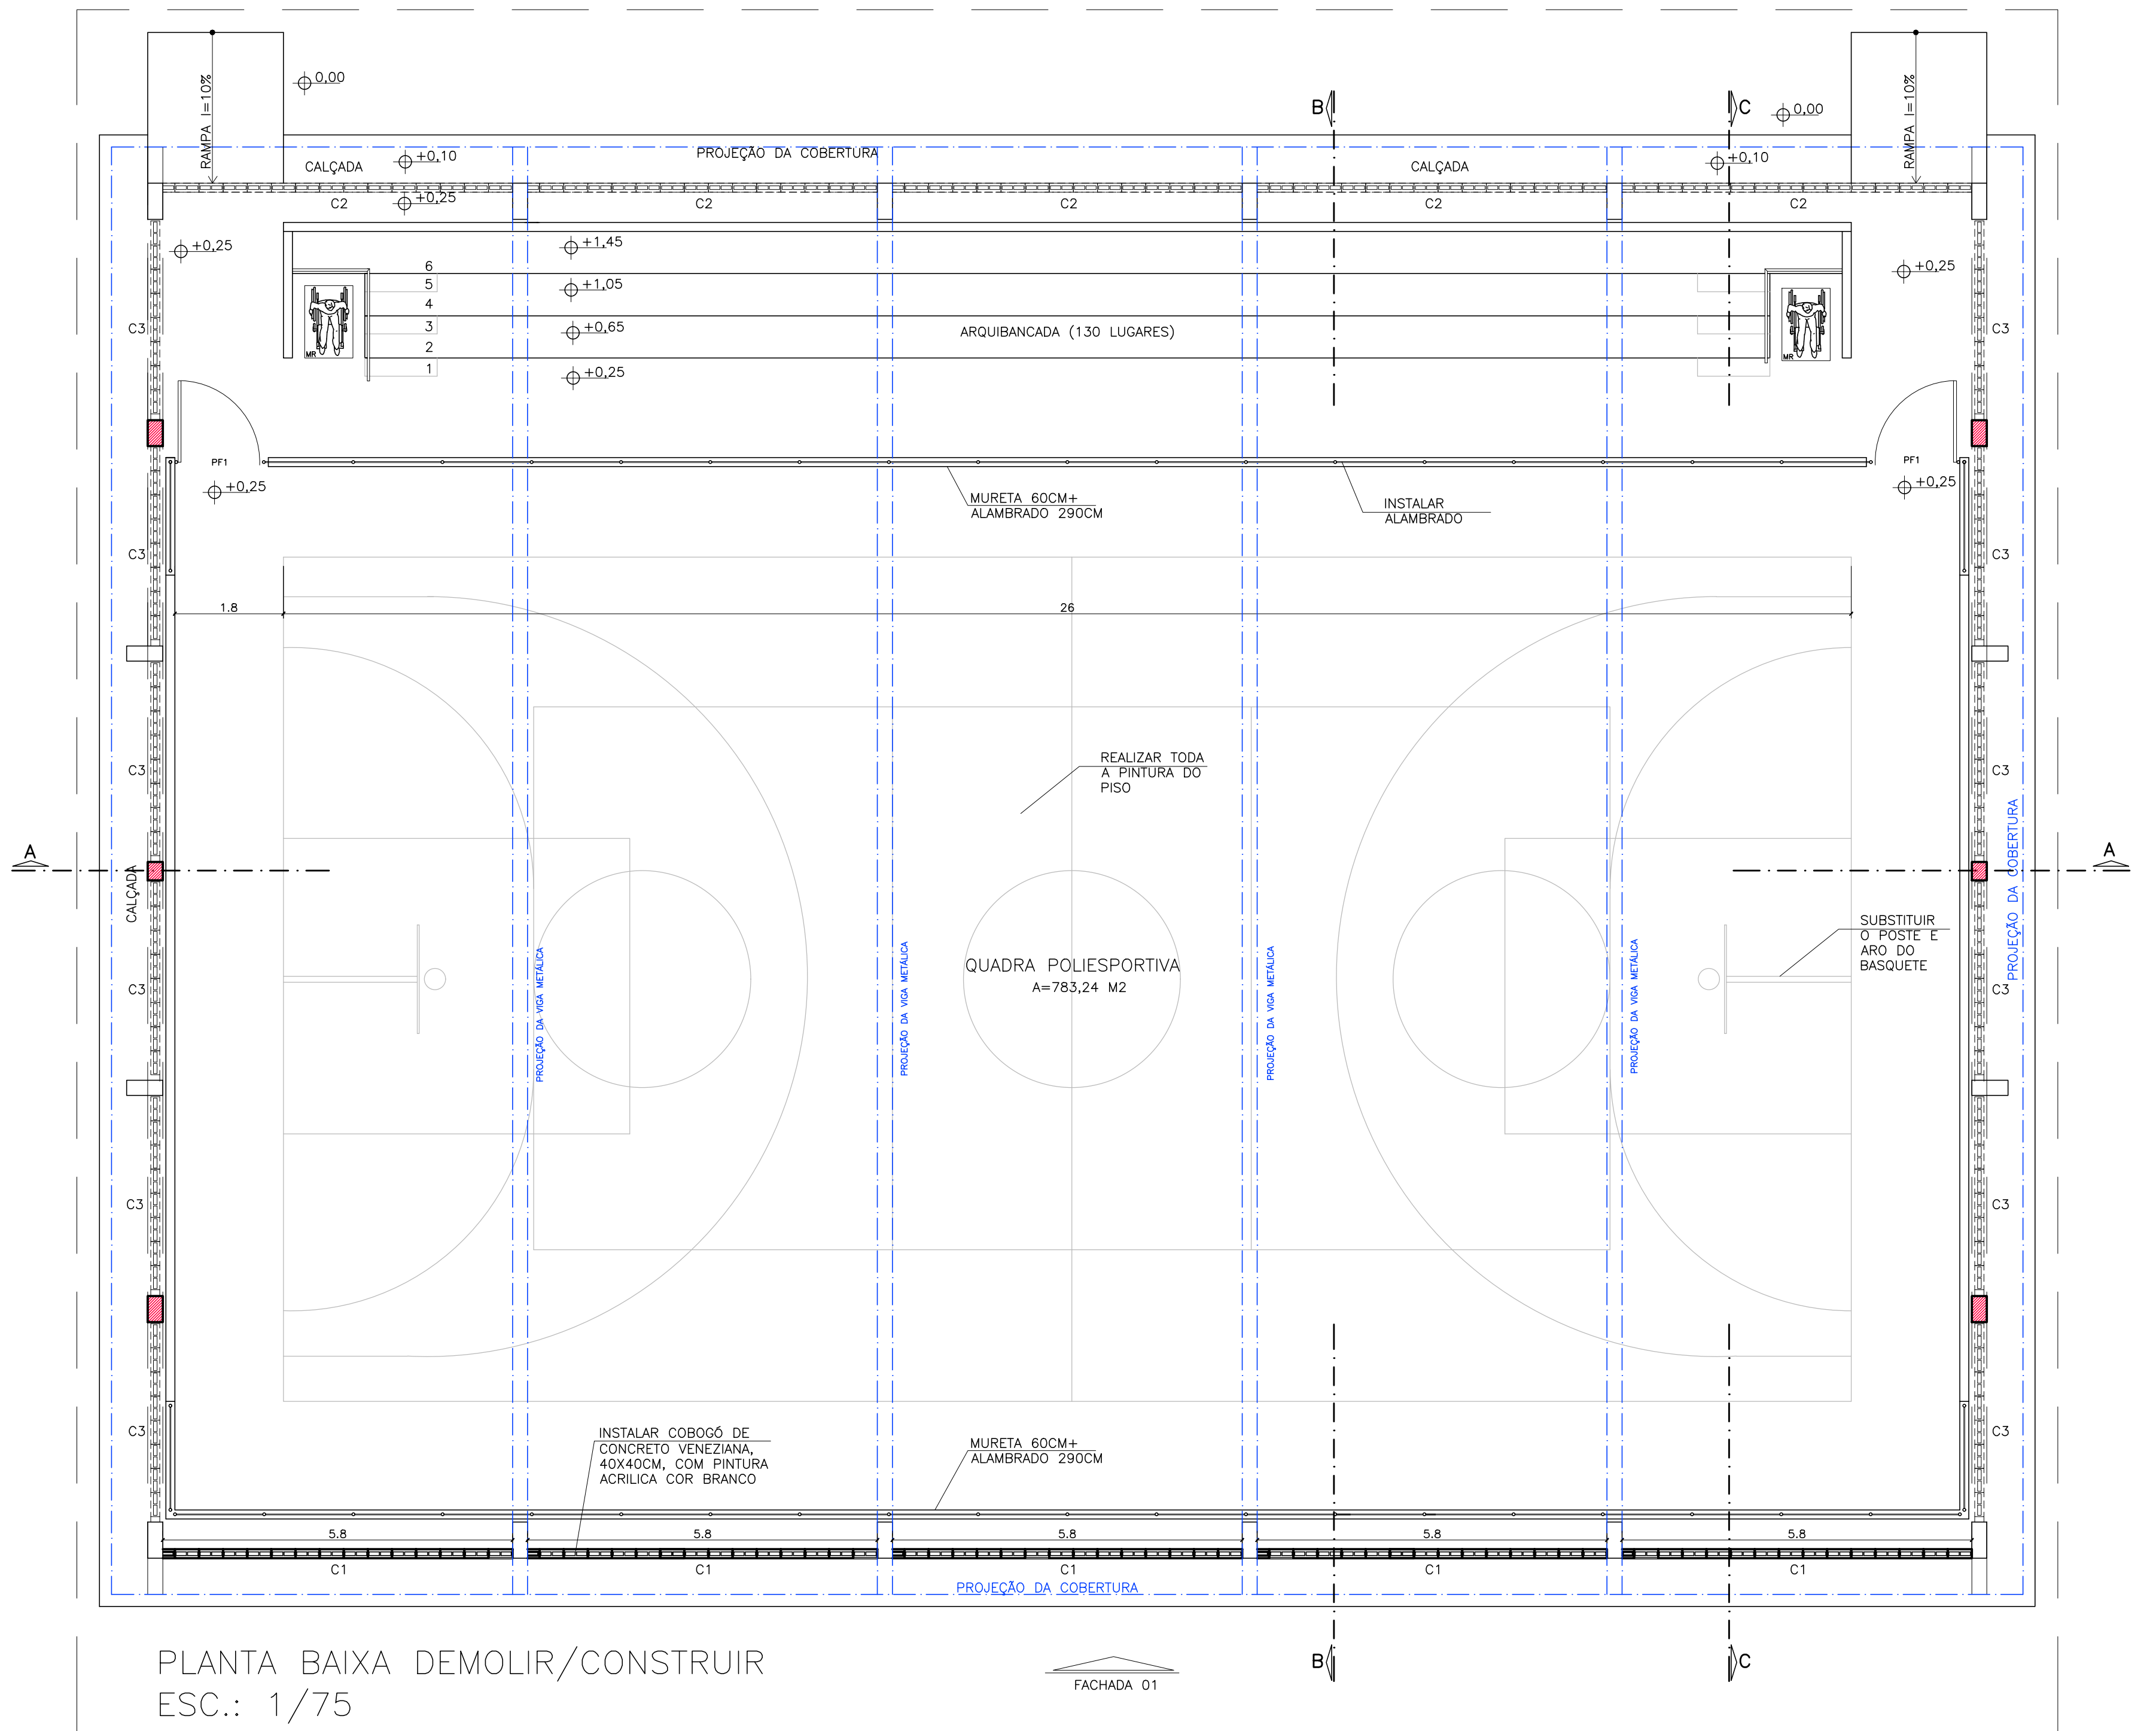 RAMPA I=10%
0,00
B
C
0,00
RAMPA I=10%
CALÇADA
+0,10
PROJEÇÃO DA COBERTURA
CALÇADA
+0,10
C2
+0,25
C2
C2
C2
C2
+0,25
+1,45
+0,25
6
5
+1,05
4
3
+0,65
2
+0,25
1
ARQUIBANCADA (130 LUGARES)
MR
MR
C3
C3
PF1
+0,25
PF1
+0,25
MURETA 60CM+
ALAMBRADO 290CM
INSTALAR
ALAMBRADO
C3
C3
1.8
26
REALIZAR TODA
A PINTURA DO
PISO
C3
C3
A
A
CALÇADA
PROJEÇÃO DA COBERTURA
SUBSTITUIR
O POSTE E
ARO DO
BASQUETE
QUADRA POLIESPORTIVA
A=783,24 M2
PROJEÇÃO DA VIGA METÁLICA
PROJEÇÃO DA VIGA METÁLICA
PROJEÇÃO DA VIGA METÁLICA
PROJEÇÃO DA VIGA METÁLICA
C3
C3
C3
C3
C3
C3
INSTALAR COBOGÓ DE
CONCRETO VENEZIANA,
40X40CM, COM PINTURA
ACRILICA COR BRANCO
MURETA 60CM+
ALAMBRADO 290CM
5.8
5.8
5.8
5.8
5.8
C1
C1
C1
C1
C1
PROJEÇÃO DA COBERTURA
PLANTA BAIXA DEMOLIR/CONSTRUIR
ESC.: 1/75
FACHADA 01
B
C